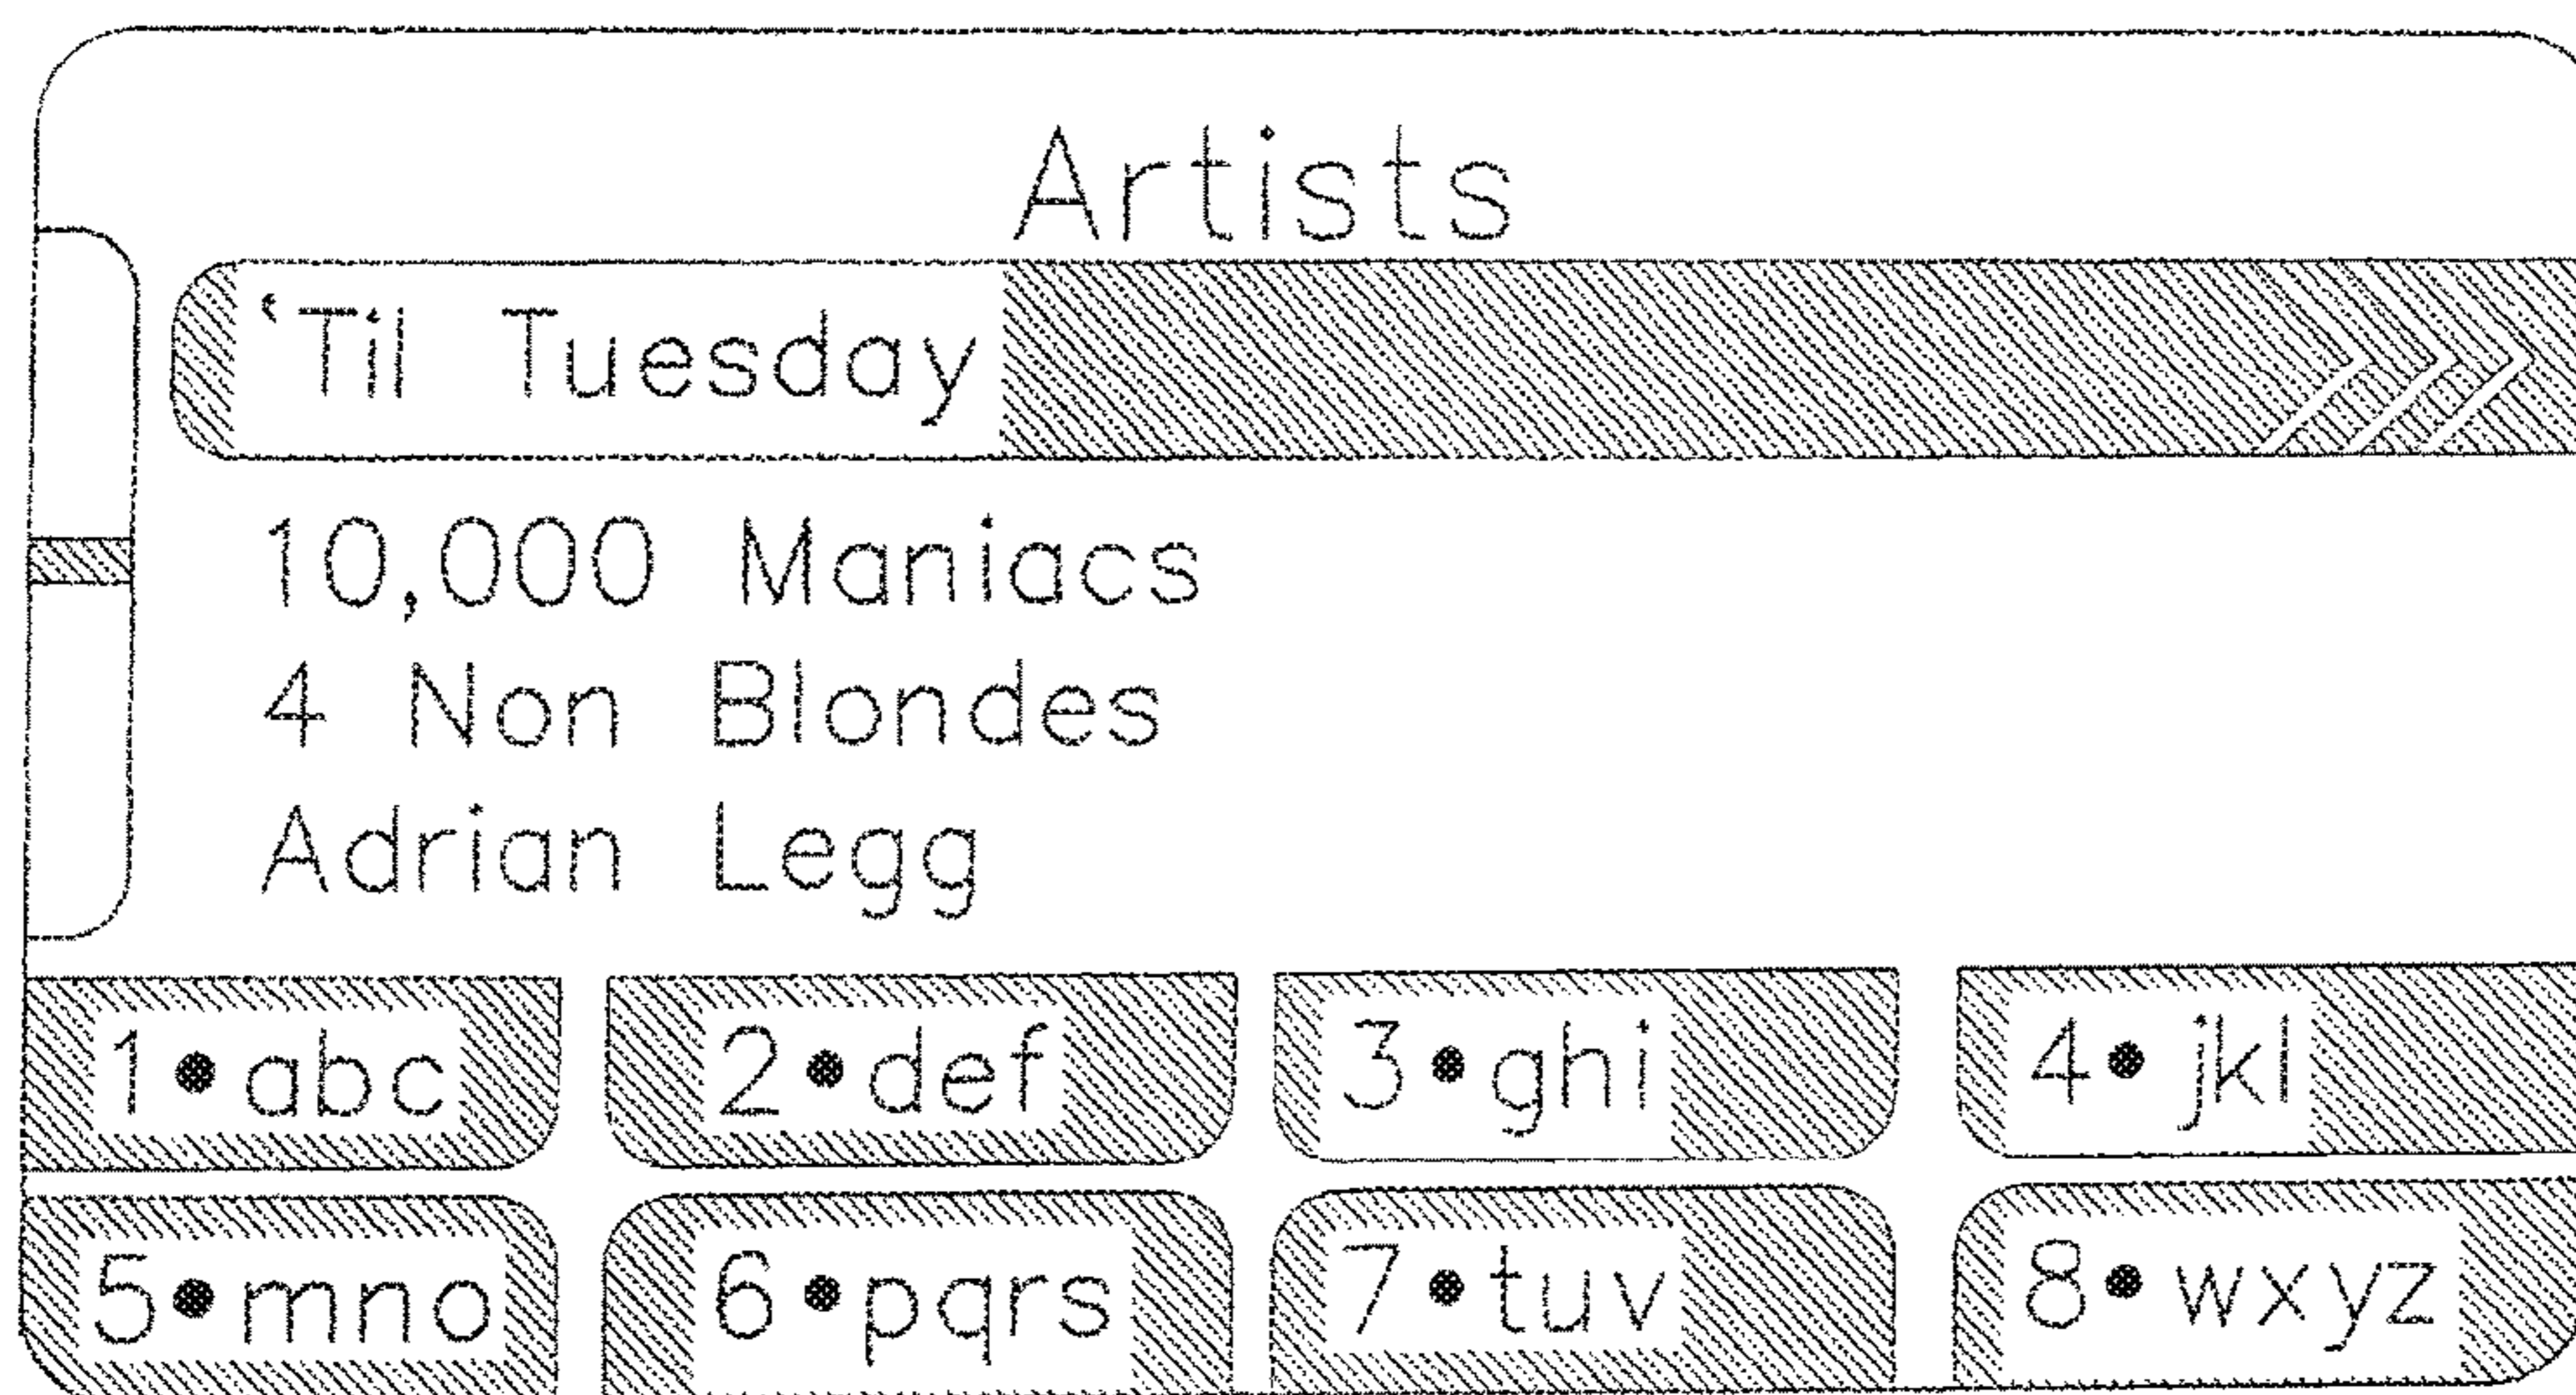 Artists
‘Til Tuesday
10,000 Maniacs
4 Non Blondes
Adrian Legg
1•abc 2•def 3•ghi 4•jkl
5•mno 6•pqrs 7•tuv 8•wxyz